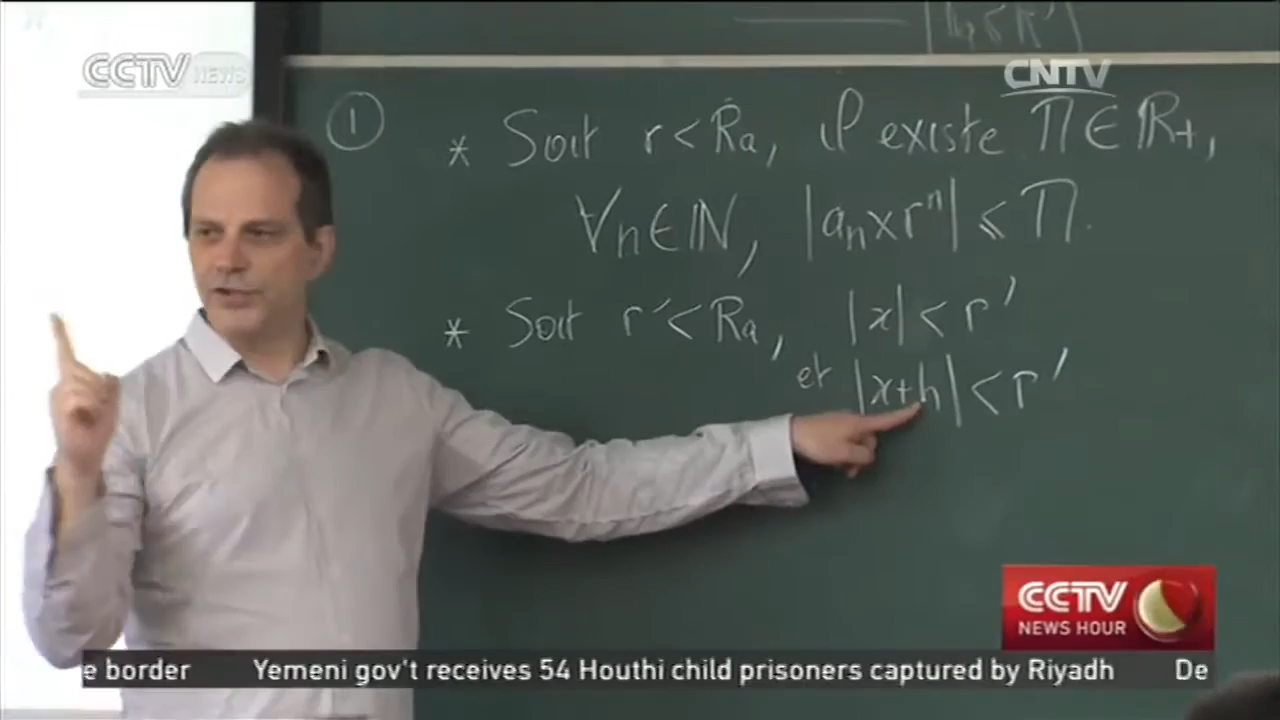 CCTV NEWS
CNTV
① * Soit r < Ra, il existe M ∈ ℝ+,
∀n ∈ ℕ, |an × rⁿ| ⩽ M.
* Soit r' < Ra, |x| < r'
et |x+h| < r'
CCTV
NEWS HOUR
e border Yemeni gov't receives 54 Houthi child prisoners captured by Riyadh De